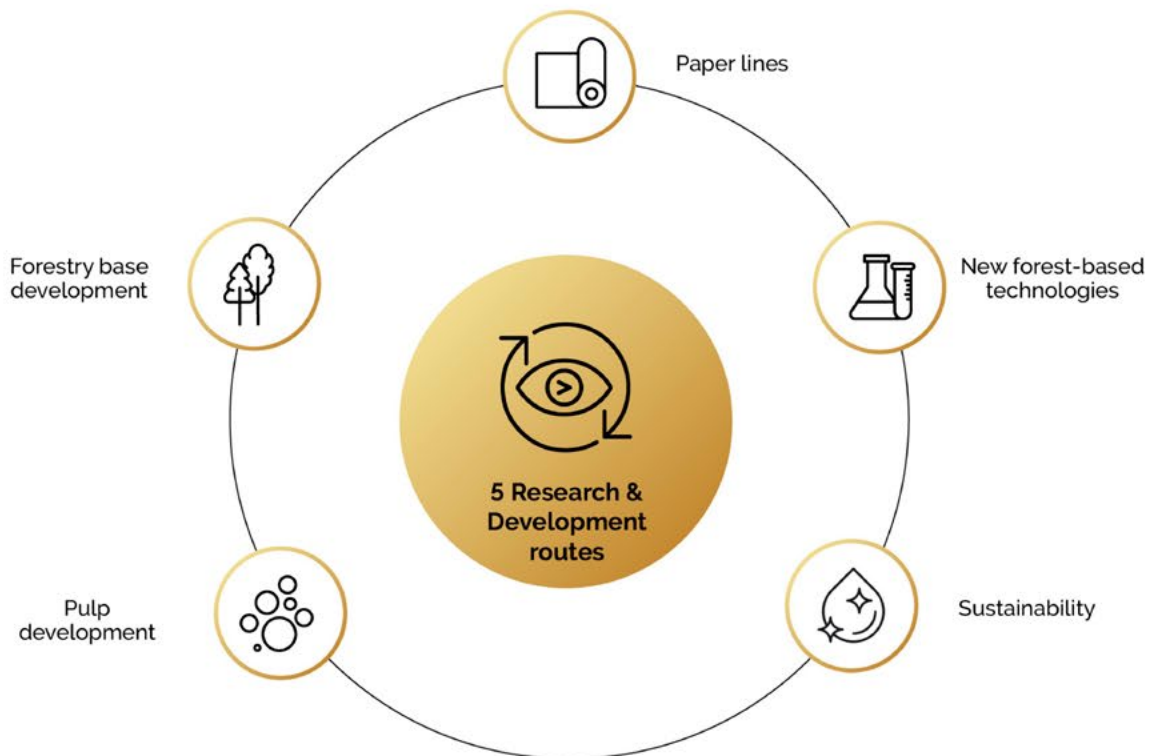 Paper lines
Forestry base
development
New forest-based
technologies
5 Research &
Development
routes
Pulp
development
Sustainability